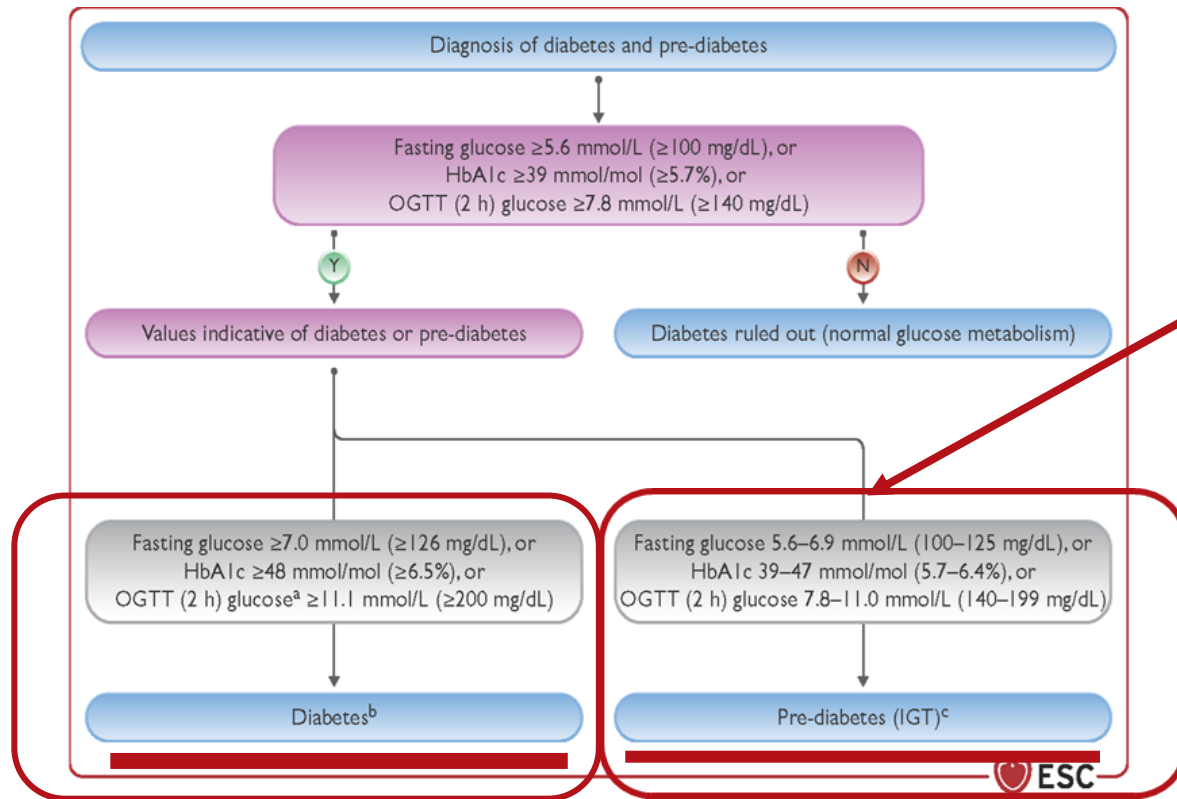 Diagnosis of diabetes and pre-diabetes
Fasting glucose ≥5.6 mmol/L (≥100 mg/dL), or
HbA1c ≥39 mmol/mol (≥5.7%), or
OGTT (2 h) glucose ≥7.8 mmol/L (≥140 mg/dL)
Y
N
Values indicative of diabetes or pre-diabetes
Diabetes ruled out (normal glucose metabolism)
Fasting glucose ≥7.0 mmol/L (≥126 mg/dL), or
HbA1c ≥48 mmol/mol (≥6.5%), or
OGTT (2 h) glucoseᵃ ≥11.1 mmol/L (≥200 mg/dL)
Fasting glucose 5.6–6.9 mmol/L (100–125 mg/dL), or
HbA1c 39–47 mmol/mol (5.7–6.4%), or
OGTT (2 h) glucose 7.8–11.0 mmol/L (140–199 mg/dL)
Diabetesᵇ
Pre-diabetes (IGT)ᶜ
ESC